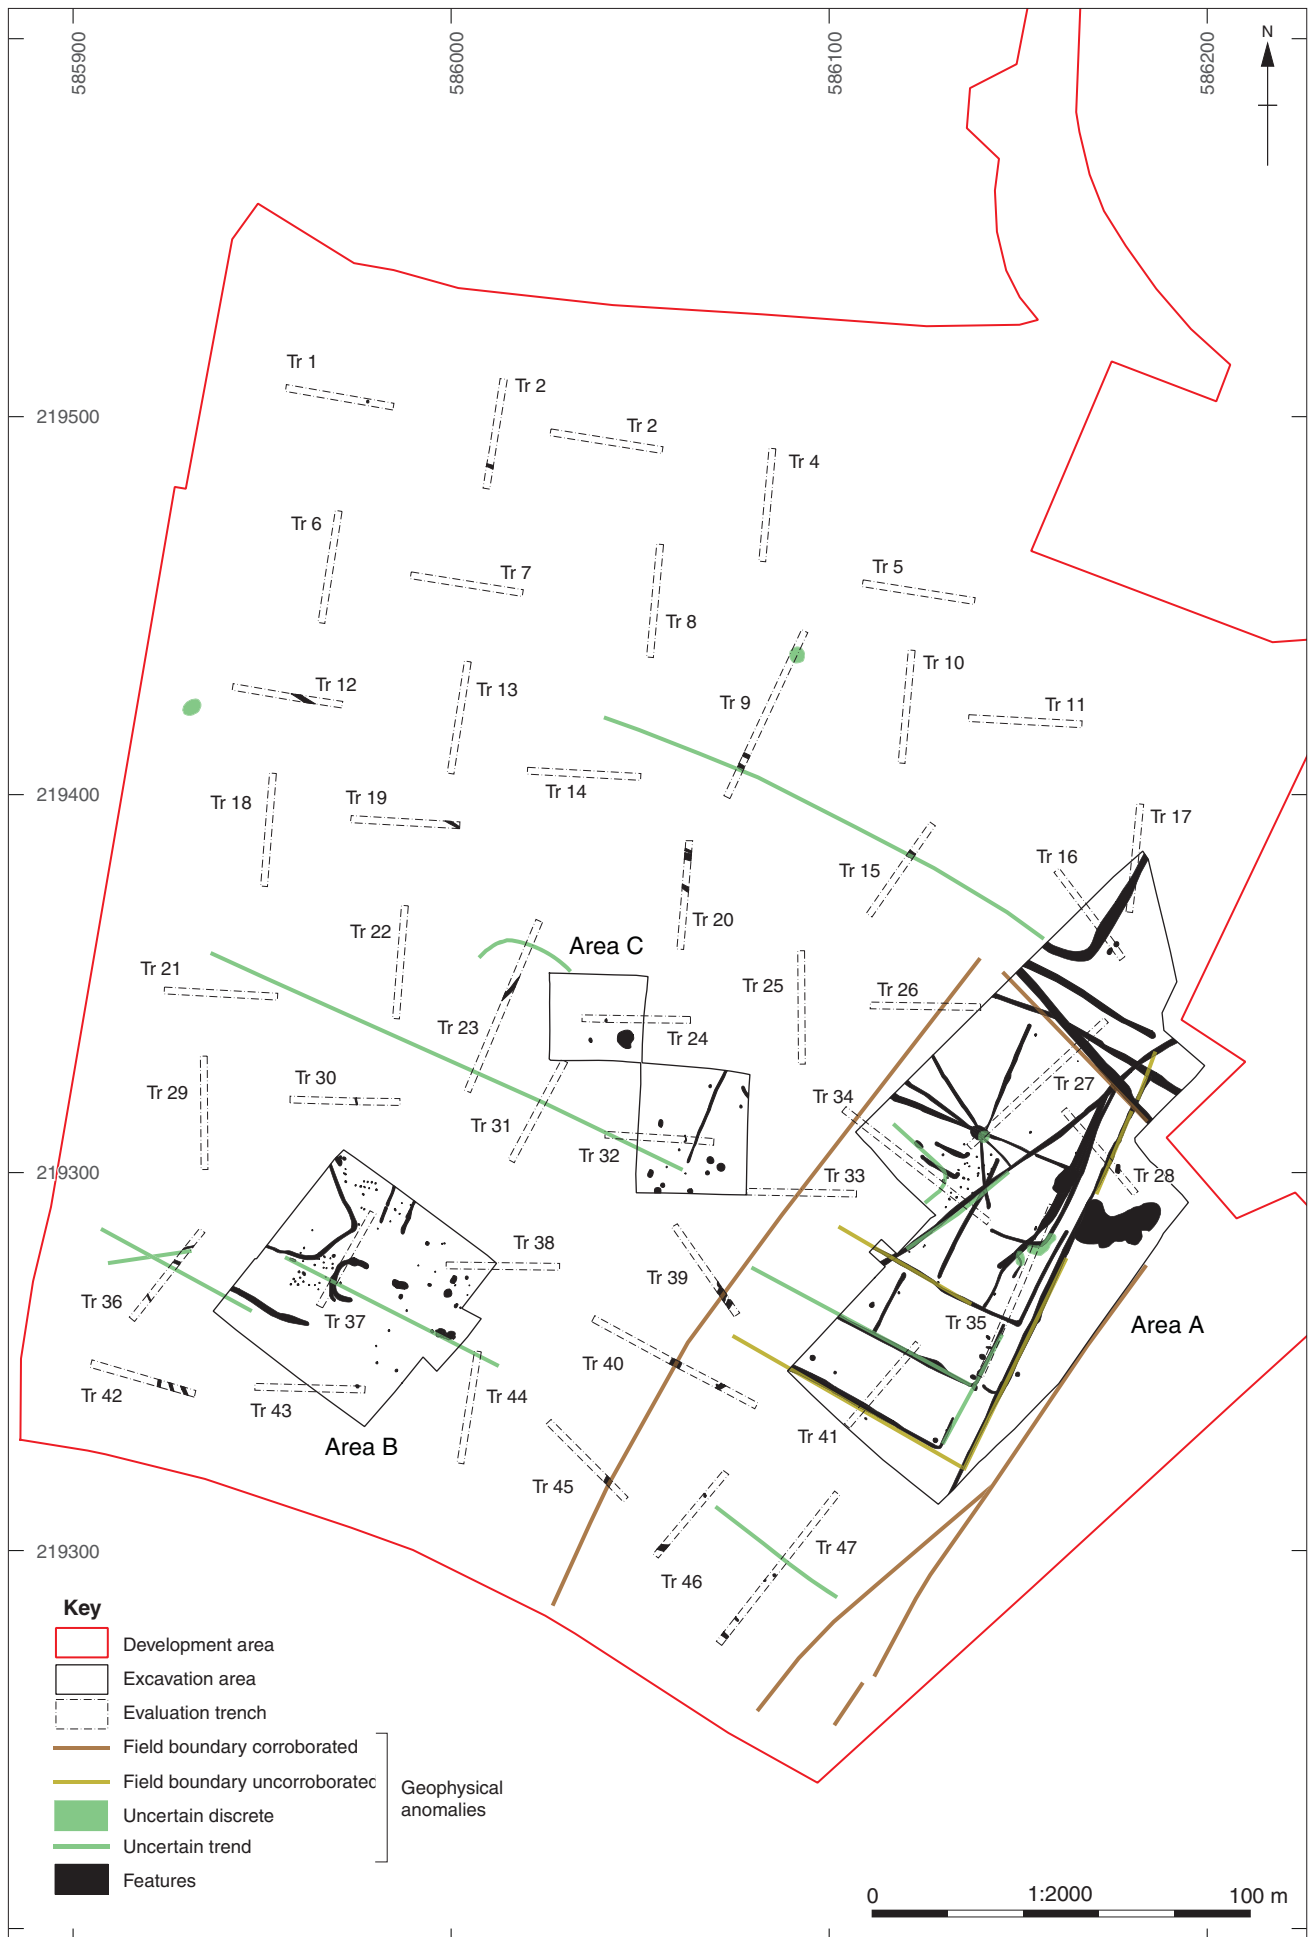 585900
586000
586100
586200
N
Tr 1
Tr 2
219500
Tr 2
Tr 4
Tr 6
Tr 7
Tr 5
Tr 8
Tr 10
Tr 12
Tr 13
Tr 9
Tr 11
219400
Tr 14
Tr 18
Tr 19
Tr 17
Tr 16
Tr 15
Tr 20
Tr 22
Area C
Tr 21
Tr 25
Tr 26
Tr 23
Tr 24
Tr 30
Tr 29
Tr 27
Tr 34
Tr 31
Tr 32
219300
Tr 33
Tr 28
Tr 38
Tr 39
Tr 36
Tr 37
Tr 35
Area A
Tr 40
Tr 42
Tr 43
Tr 44
Tr 41
Area B
Tr 45
219300
Tr 47
Tr 46
Key
Development area
Excavation area
Evaluation trench
Field boundary corroborated
Field boundary uncorroborated
Geophysical
anomalies
Uncertain discrete
Uncertain trend
Features
0
1:2000
100 m